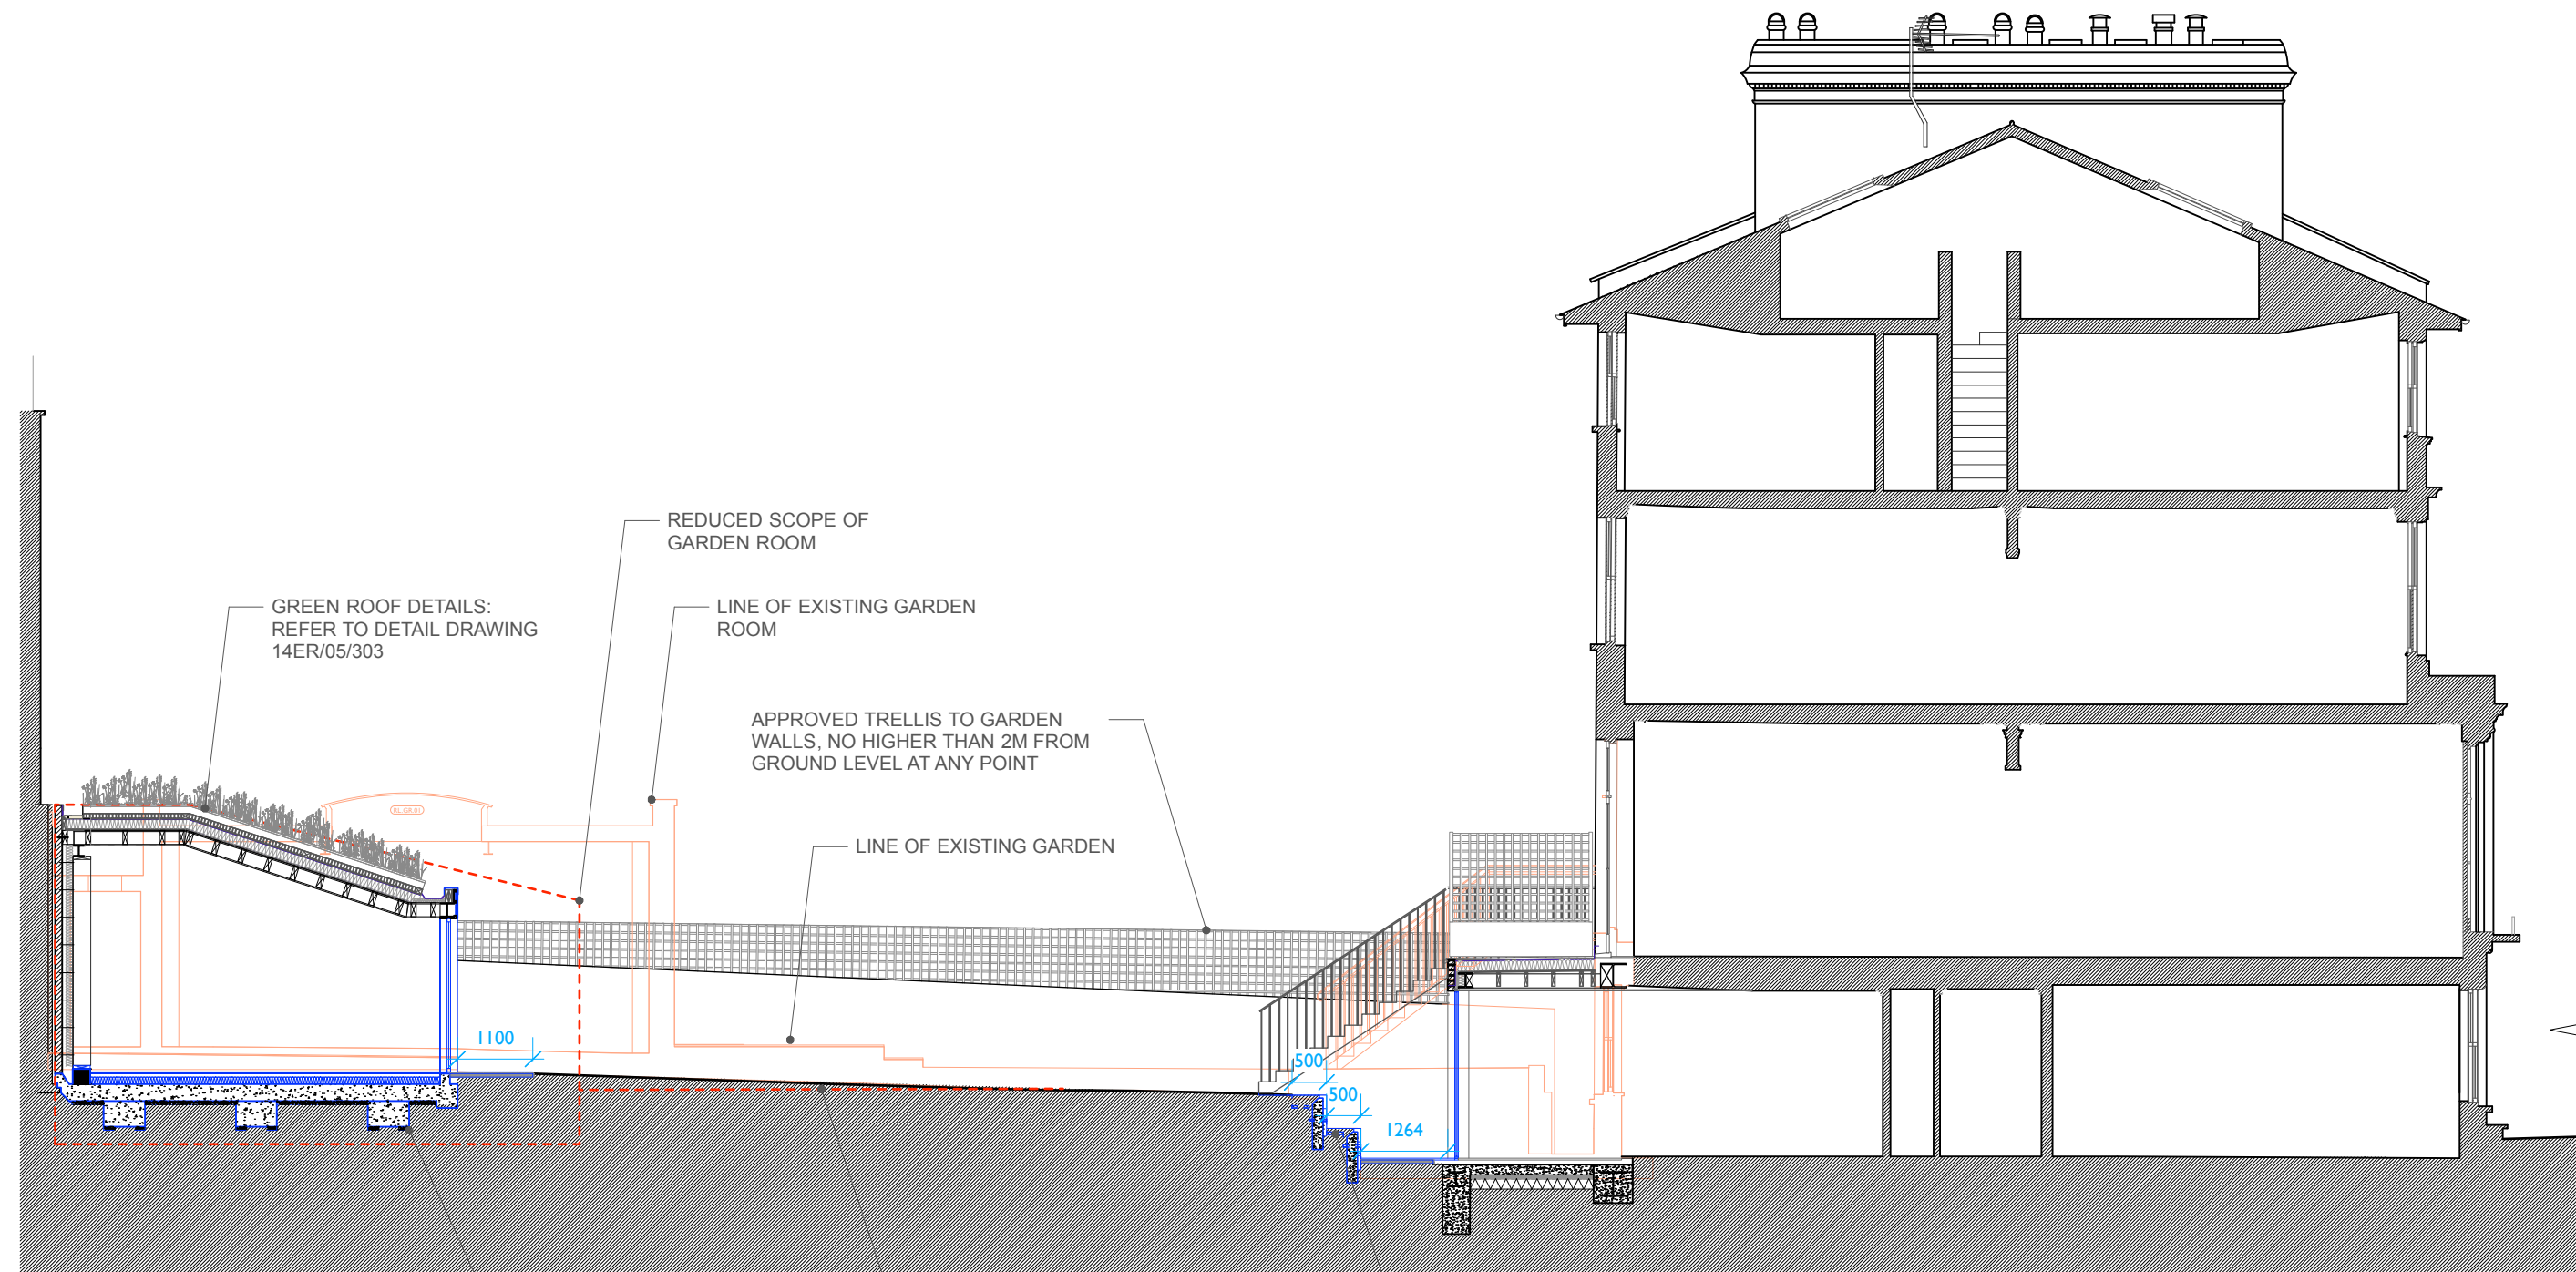 REDUCED SCOPE OF
GARDEN ROOM
GREEN ROOF DETAILS:
REFER TO DETAIL DRAWING
14ER/05/303
LINE OF EXISTING GARDEN
ROOM
APPROVED TRELLIS TO GARDEN
WALLS, NO HIGHER THAN 2M FROM
GROUND LEVEL AT ANY POINT
LINE OF EXISTING GARDEN
1100
500
500
1264